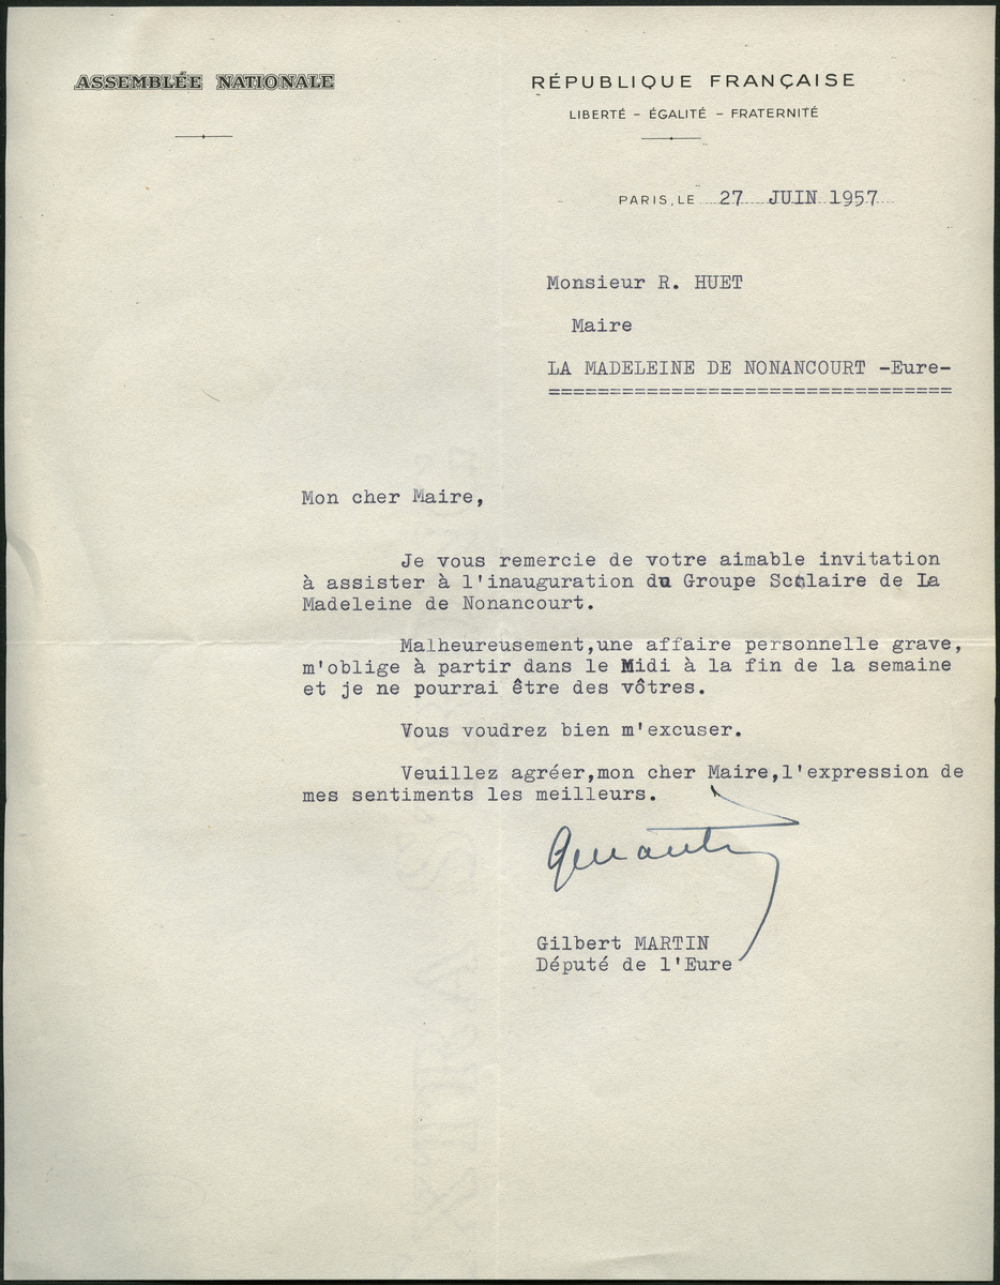 ASSEMBLÉE NATIONALE
RÉPUBLIQUE FRANÇAISE
LIBERTÉ - ÉGALITÉ - FRATERNITÉ
PARIS, LE 27 JUIN 1957
Monsieur R. HUET
Maire
LA MADELEINE DE NONANCOURT -Eure-
=================================
Mon cher Maire,
Je vous remercie de votre aimable invitation
à assister à l'inauguration du Groupe Scolaire de La
Madeleine de Nonancourt.
Malheureusement,une affaire personnelle grave,
m'oblige à partir dans le Midi à la fin de la semaine
et je ne pourrai être des vôtres.
Vous voudrez bien m'excuser.
Veuillez agréer,mon cher Maire,l'expression de
mes sentiments les meilleurs.
Gilbert MARTIN
Député de l'Eure